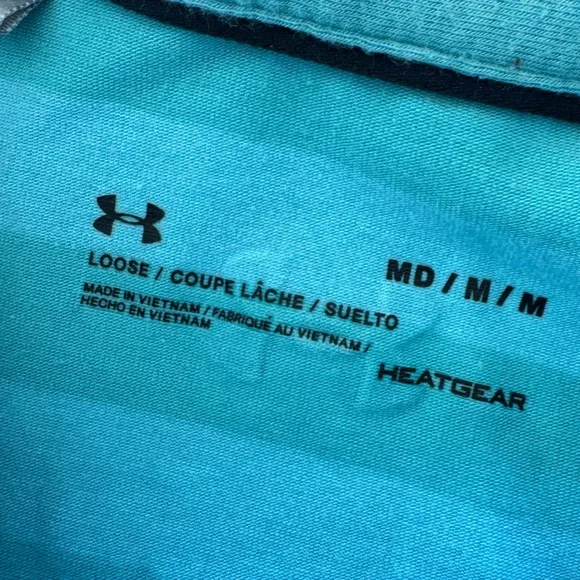 LOOSE / COUPE LÂCHE / SUELTO
MADE IN VIETNAM / FABRIQUÉ AU VIETNAM /
HECHO EN VIETNAM
MD / M / M
HEATGEAR